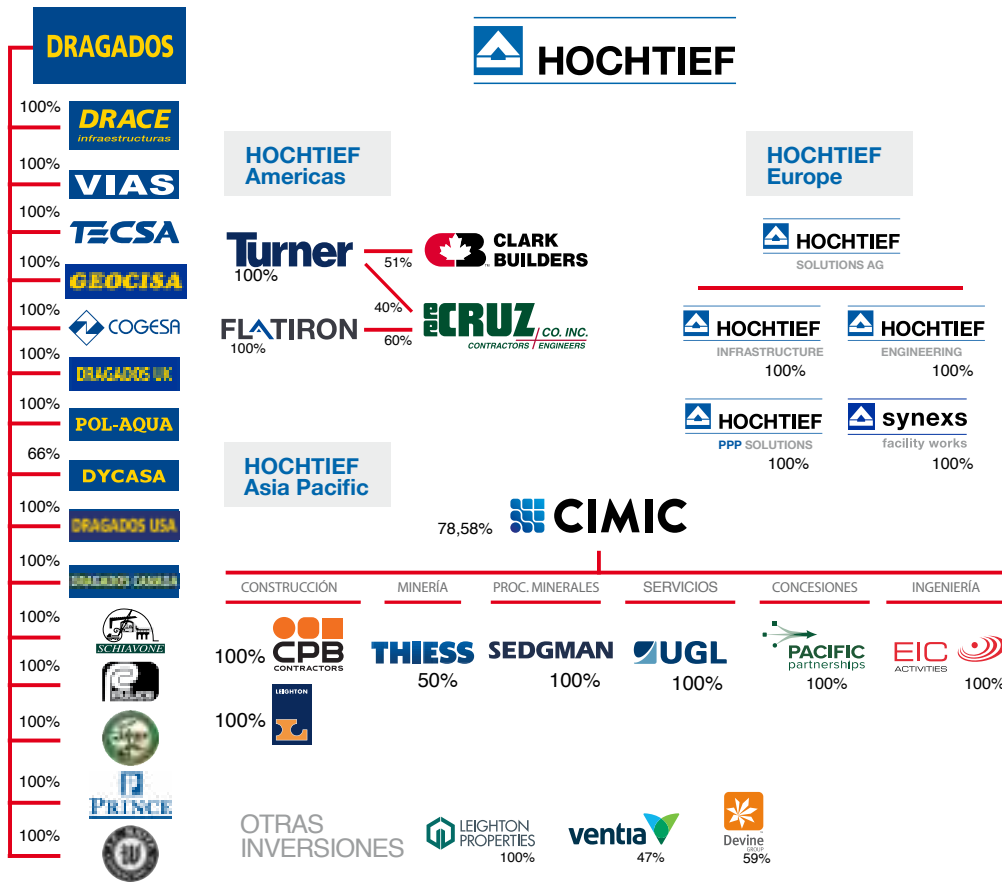 DRAGADOS
100%
DRACE
infraestructuras
100%
VIAS
100%
TECSA
100%
GEOCISA
100%
COGESA
100%
DRAGADOS UK
100%
POL-AQUA
66%
DYCASA
100%
DRAGADOS USA
100%
DRAGADOS CANADA
100%
SCHIAVONE
100%
100%
100%
PRINCE
100%
HOCHTIEF
HOCHTIEF
Americas
Turner
100%
51%
CLARK
BUILDERS
40%
FLATIRON
100%
60%
eeCRUZ
/ CO. INC.
CONTRACTORS / ENGINEERS
HOCHTIEF
Europe
HOCHTIEF
SOLUTIONS AG
HOCHTIEF
INFRASTRUCTURE
100%
HOCHTIEF
ENGINEERING
100%
HOCHTIEF
PPP SOLUTIONS
100%
synexs
facility works
100%
HOCHTIEF
Asia Pacific
78,58%
CIMIC
CONSTRUCCIÓN
MINERÍA
PROC. MINERALES
SERVICIOS
CONCESIONES
INGENIERÍA
100%
CPB
CONTRACTORS
100%
LEIGHTON
L
THIESS
50%
SEDGMAN
100%
UGL
100%
PACIFIC
partnerships
100%
EIC
ACTIVITIES
100%
OTRAS
INVERSIONES
LEIGHTON
PROPERTIES
100%
ventia
47%
Devine
GROUP
59%